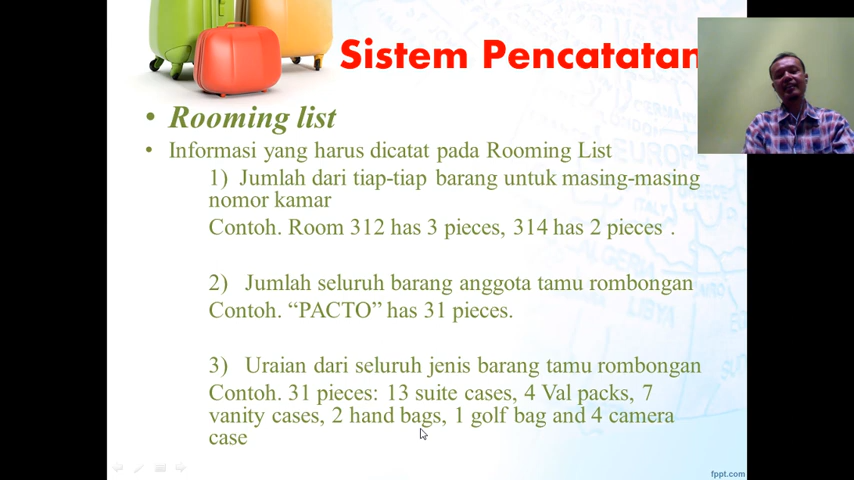 Sistem Pencatatan
• Rooming list
• Informasi yang harus dicatat pada Rooming List
1) Jumlah dari tiap-tiap barang untuk masing-masing
nomor kamar
Contoh. Room 312 has 3 pieces, 314 has 2 pieces .
2) Jumlah seluruh barang anggota tamu rombongan
Contoh. “PACTO” has 31 pieces.
3) Uraian dari seluruh jenis barang tamu rombongan
Contoh. 31 pieces: 13 suite cases, 4 Val packs, 7
vanity cases, 2 hand bags, 1 golf bag and 4 camera
case
EUROPE
ALGERIA
LIBYA
fppt.com